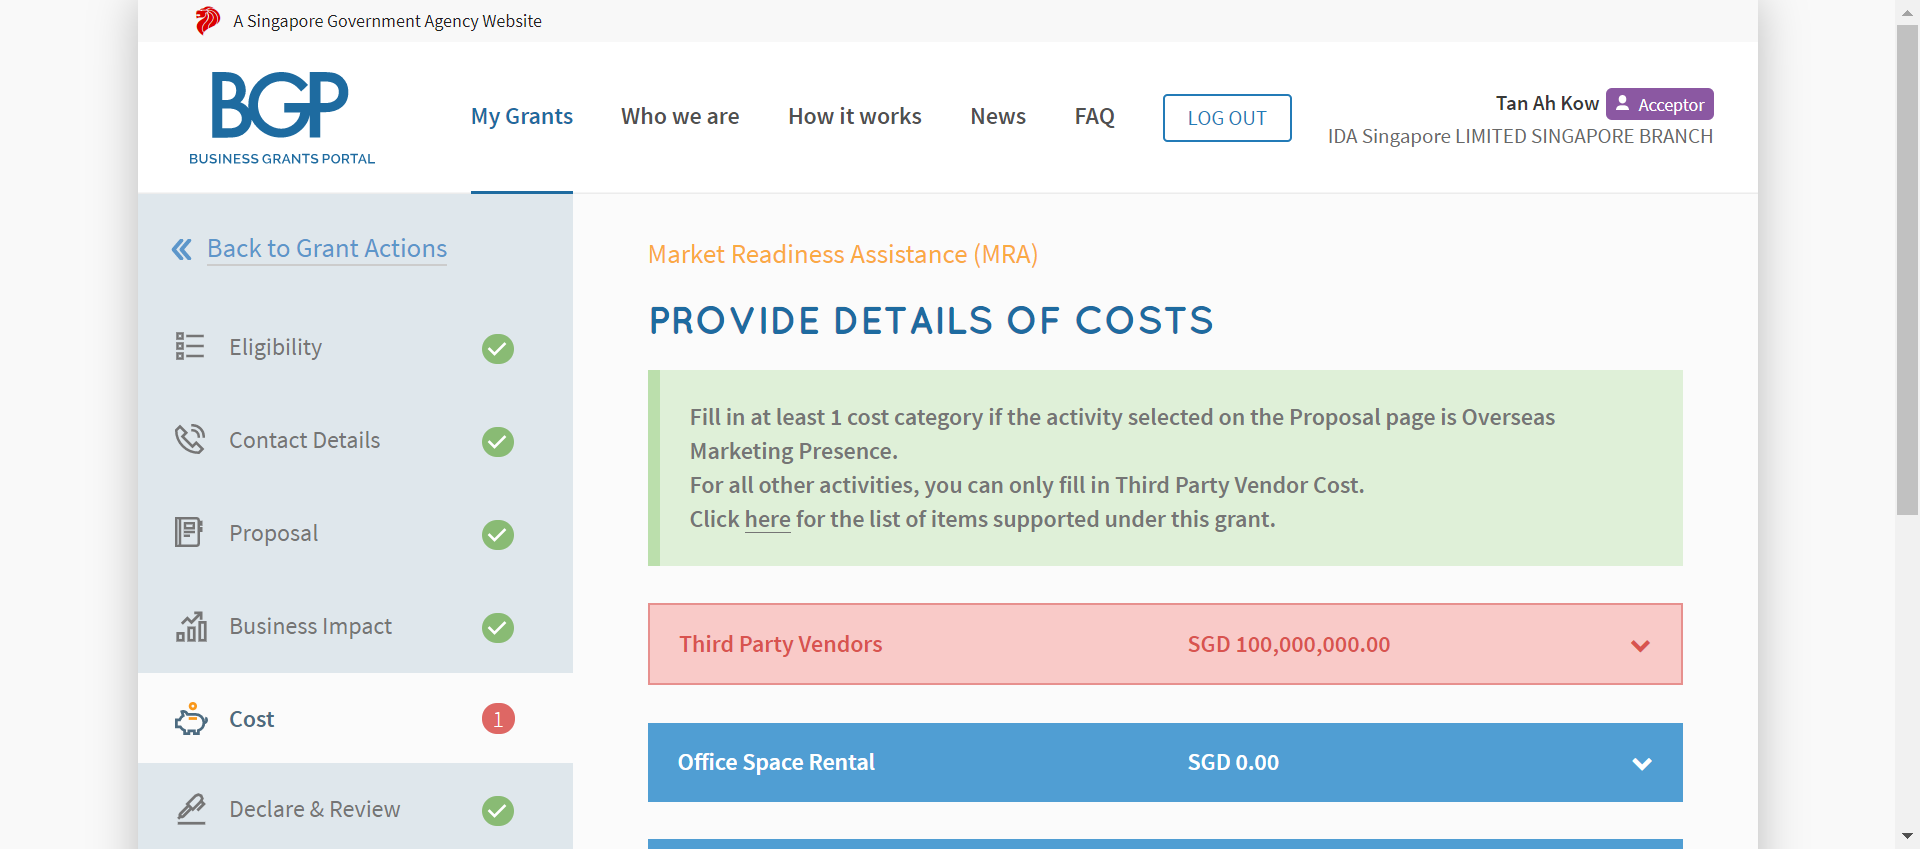 A Singapore Government Agency Website
BGP
BUSINESS GRANTS PORTAL
My Grants
Who we are
How it works
News
FAQ
LOG OUT
Tan Ah Kow Acceptor
IDA Singapore LIMITED SINGAPORE BRANCH
Back to Grant Actions
Eligibility
Contact Details
Proposal
Business Impact
Cost 1
Declare & Review
Market Readiness Assistance (MRA)
PROVIDE DETAILS OF COSTS
Fill in at least 1 cost category if the activity selected on the Proposal page is Overseas
Marketing Presence.
For all other activities, you can only fill in Third Party Vendor Cost.
Click here for the list of items supported under this grant.
Third Party Vendors SGD 100,000,000.00
Office Space Rental SGD 0.00